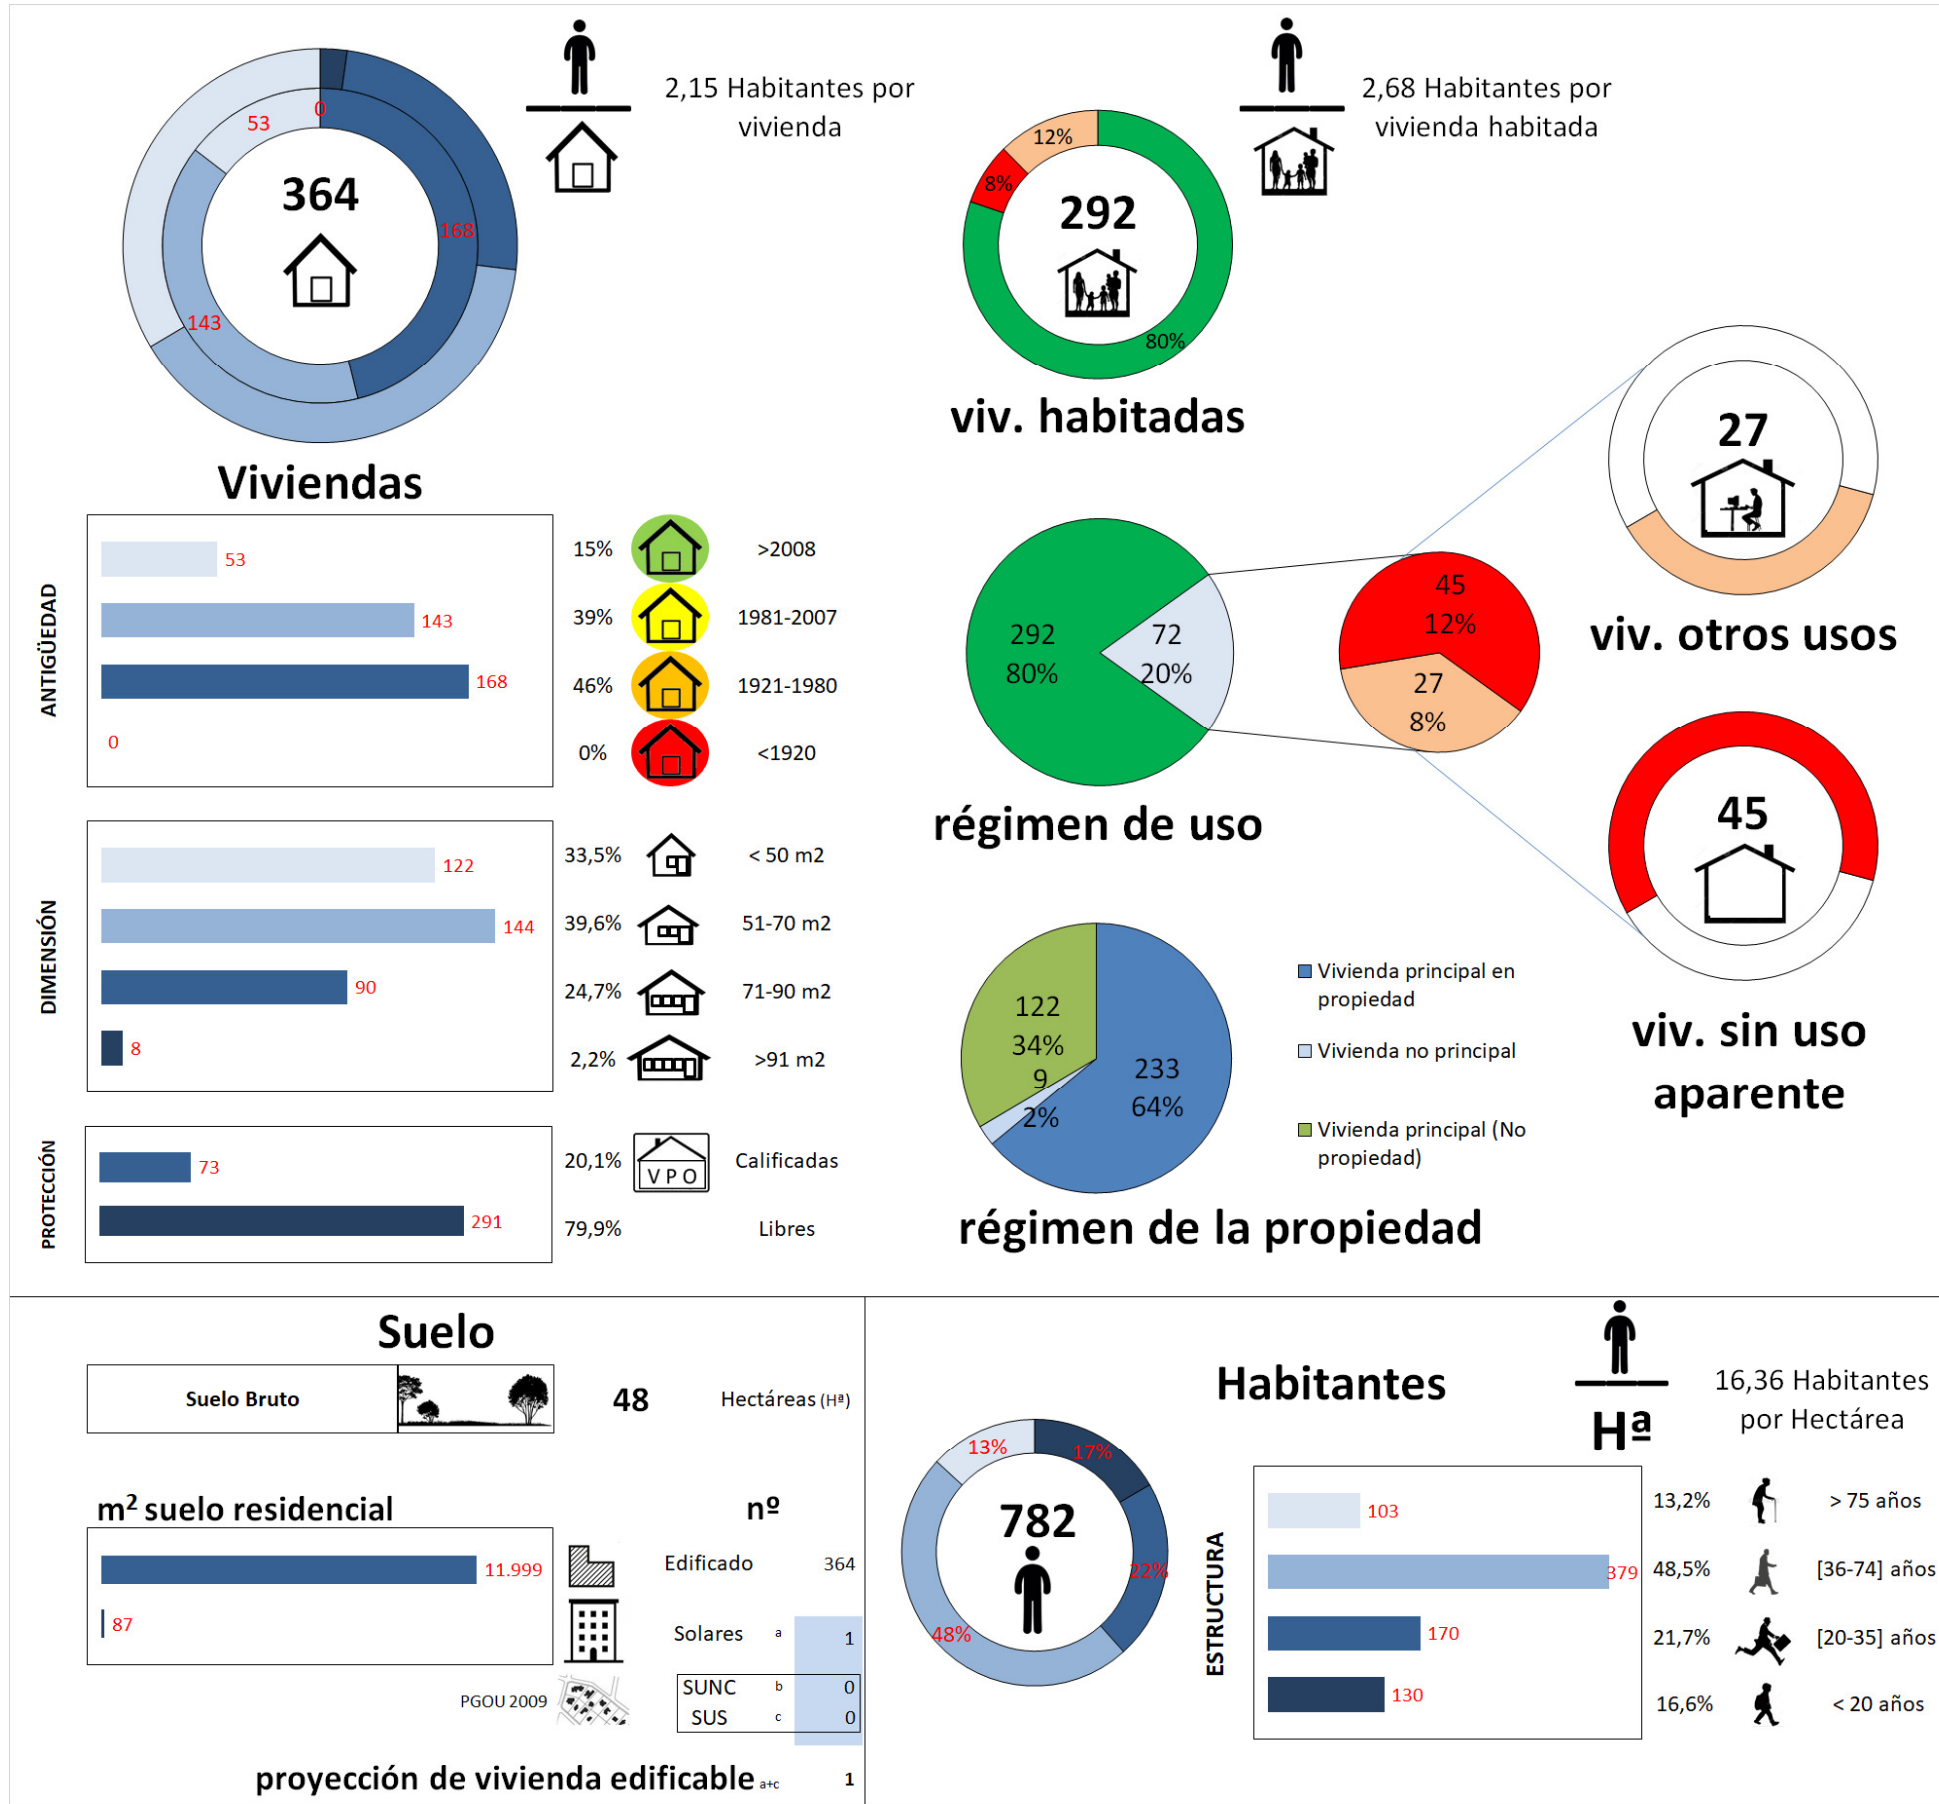 2,15 Habitantes por
vivienda
2,68 Habitantes por
vivienda habitada
0
53
168
143
364
Viviendas
12%
8%
80%
292
viv. habitadas
27
viv. otros usos
ANTIGÜEDAD
53
143
168
0
15%
>2008
39%
1981-2007
46%
1921-1980
0%
<1920
292
80%
72
20%
45
12%
27
8%
régimen de uso
45
viv. sin uso
aparente
DIMENSIÓN
122
144
90
8
33,5%
< 50 m2
39,6%
51-70 m2
24,7%
71-90 m2
2,2%
>91 m2
122
34%
9
2%
233
64%
Vivienda principal en
propiedad
Vivienda no principal
Vivienda principal (No
propiedad)
régimen de la propiedad
PROTECCIÓN
73
291
20,1%
VPO
Calificadas
79,9%
Libres
Suelo
Suelo Bruto
48
Hectáreas (Hª)
m² suelo residencial
nº
11.999
87
Edificado
364
Solares a
1
PGOU 2009
SUNC b 0
SUS c 0
proyección de vivienda edificable a+c 1
Habitantes
Hª
16,36 Habitantes
por Hectárea
13%
17%
22%
48%
782
ESTRUCTURA
103
379
170
130
13,2%
> 75 años
48,5%
[36-74] años
21,7%
[20-35] años
16,6%
< 20 años